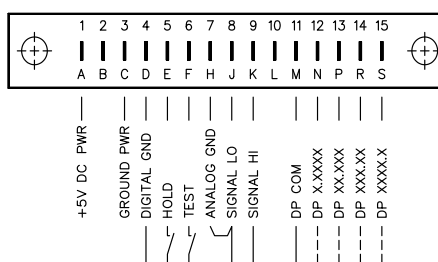 1 2 3 4 5 6 7 8 9 10 11 12 13 14 15
A B C D E F H J K L M N P R S
+5V DC PWR
GROUND PWR
DIGITAL GND
HOLD
TEST
ANALOG GND
SIGNAL LO
SIGNAL HI
DP COM
DP X.XXXX
DP XX.XXX
DP XXX.XX
DP XXXX.X